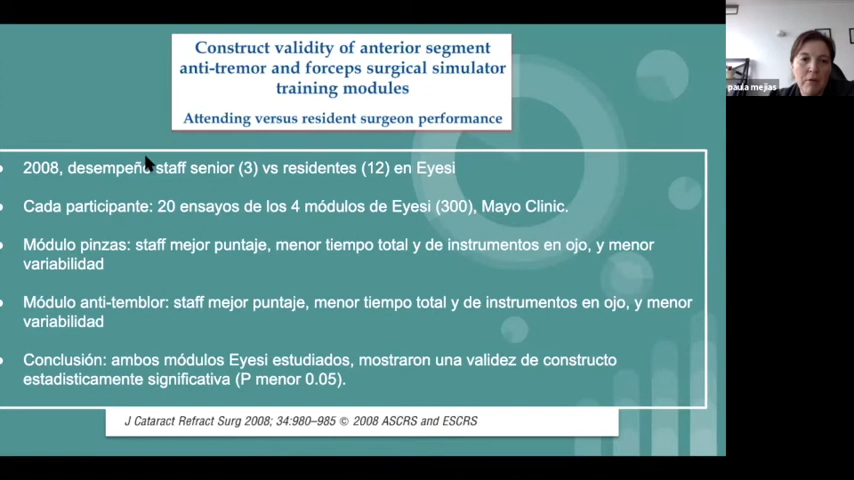 Construct validity of anterior segment
anti-tremor and forceps surgical simulator
training modules
Attending versus resident surgeon performance
paula mejias
2008, desempeño staff senior (3) vs residentes (12) en Eyesi
Cada participante: 20 ensayos de los 4 módulos de Eyesi (300), Mayo Clinic.
Módulo pinzas: staff mejor puntaje, menor tiempo total y de instrumentos en ojo, y menor
variabilidad
Módulo anti-temblor: staff mejor puntaje, menor tiempo total y de instrumentos en ojo, y menor
variabilidad
Conclusión: ambos módulos Eyesi estudiados, mostraron una validez de constructo
estadisticamente significativa (P menor 0.05).
J Cataract Refract Surg 2008; 34:980–985 © 2008 ASCRS and ESCRS